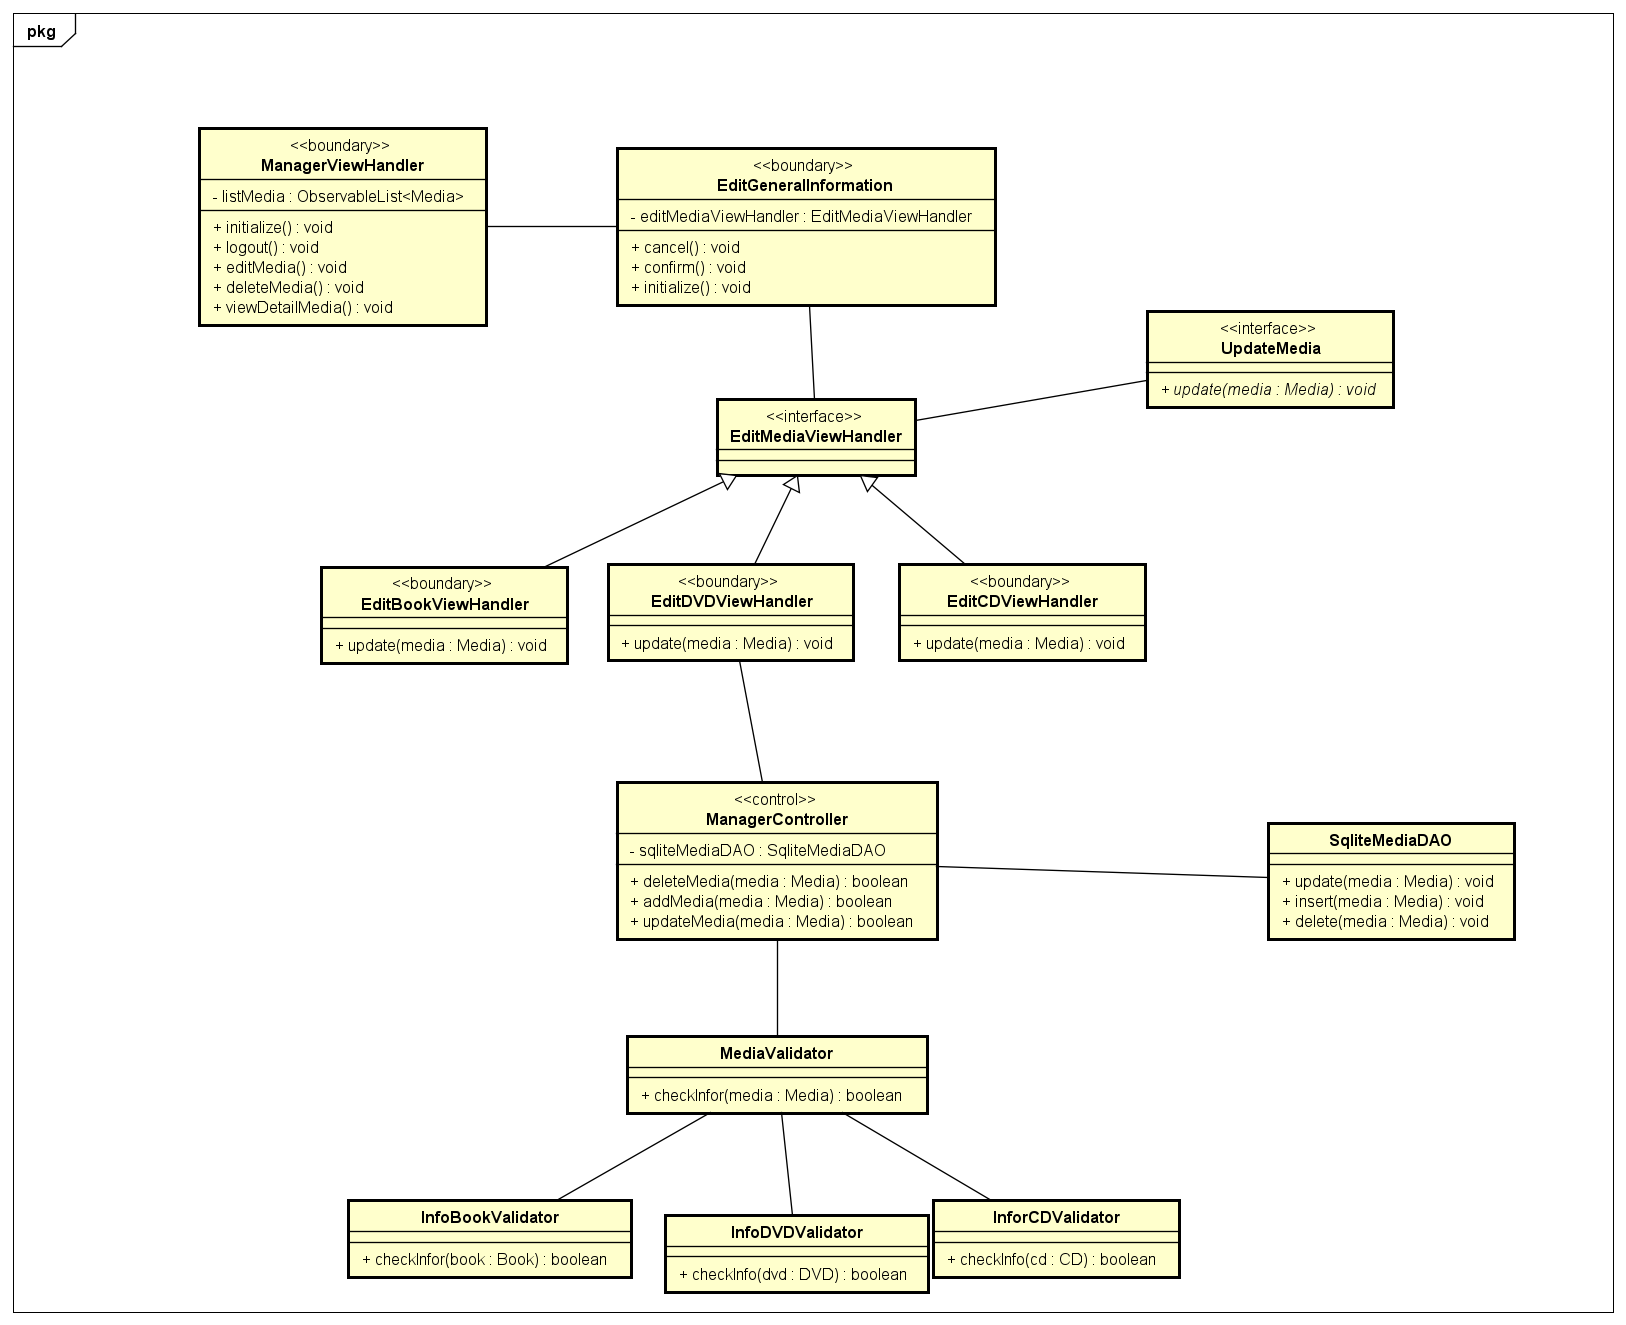 pkg
<<boundary>>
ManagerViewHandler
- listMedia : ObservableList<Media>
+ initialize() : void
+ logout() : void
+ editMedia() : void
+ deleteMedia() : void
+ viewDetailMedia() : void
<<boundary>>
EditGeneralInformation
- editMediaViewHandler : EditMediaViewHandler
+ cancel() : void
+ confirm() : void
+ initialize() : void
<<interface>>
UpdateMedia
+ update(media : Media) : void
<<interface>>
EditMediaViewHandler
<<boundary>>
EditBookViewHandler
+ update(media : Media) : void
<<boundary>>
EditDVDViewHandler
+ update(media : Media) : void
<<boundary>>
EditCDViewHandler
+ update(media : Media) : void
<<control>>
ManagerController
- sqliteMediaDAO : SqliteMediaDAO
+ deleteMedia(media : Media) : boolean
+ addMedia(media : Media) : boolean
+ updateMedia(media : Media) : boolean
SqliteMediaDAO
+ update(media : Media) : void
+ insert(media : Media) : void
+ delete(media : Media) : void
MediaValidator
+ checkInfor(media : Media) : boolean
InfoBookValidator
+ checkInfor(book : Book) : boolean
InfoDVDValidator
+ checkInfo(dvd : DVD) : boolean
InforCDValidator
+ checkInfo(cd : CD) : boolean